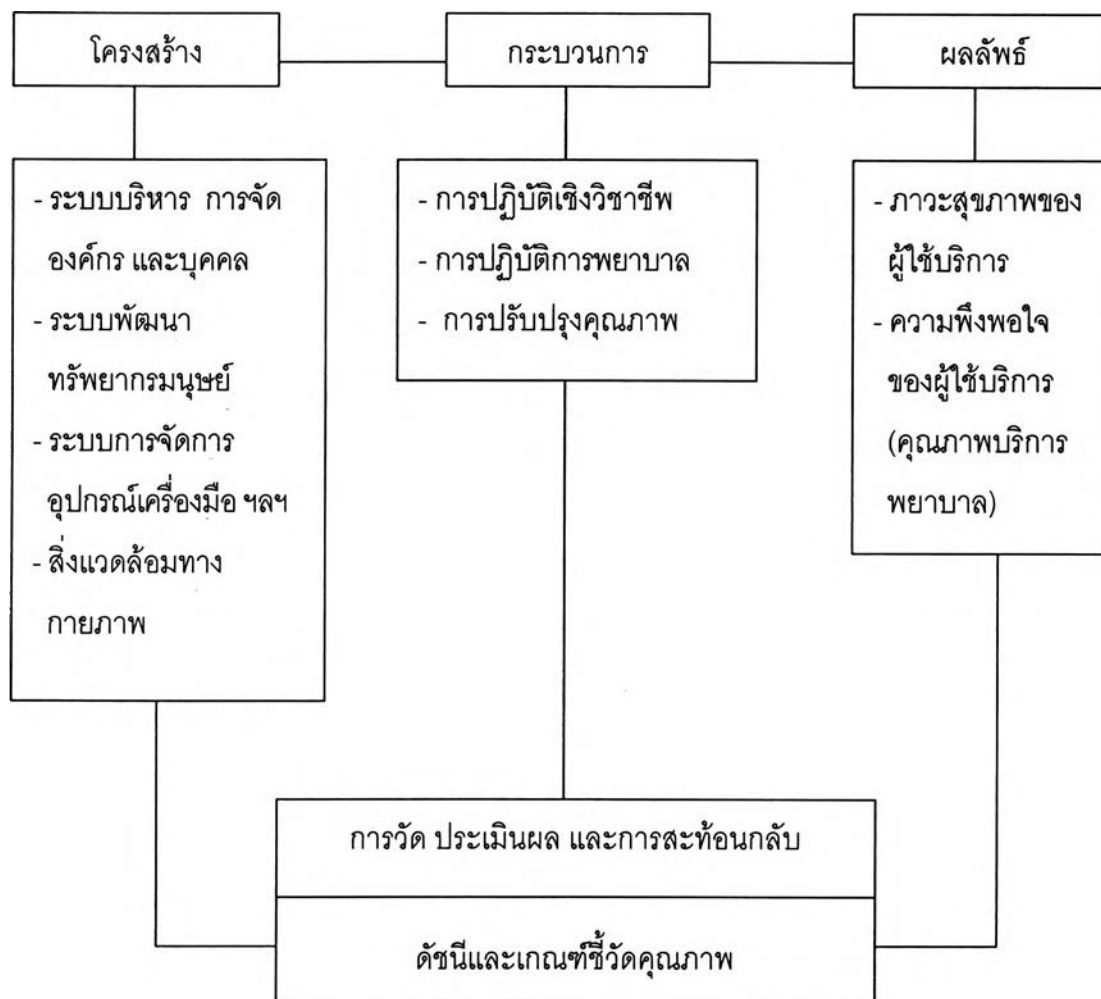 โครงสร้าง
กระบวนการ
ผลลัพธ์
- ระบบบริหาร การจัด
องค์กร และบุคคล
- ระบบพัฒนา
ทรัพยากรมนุษย์
- ระบบการจัดการ
อุปกรณ์เครื่องมือ ฯลฯ
- สิ่งแวดล้อมทาง
กายภาพ
- การปฏิบัติเชิงวิชาชีพ
- การปฏิบัติการพยาบาล
- การปรับปรุงคุณภาพ
- ภาวะสุขภาพของ
ผู้ใช้บริการ
- ความพึงพอใจ
ของผู้ใช้บริการ
(คุณภาพบริการ
พยาบาล)
การวัด ประเมินผล และการสะท้อนกลับ
ดัชนีและเกณฑ์ชี้วัดคุณภาพ